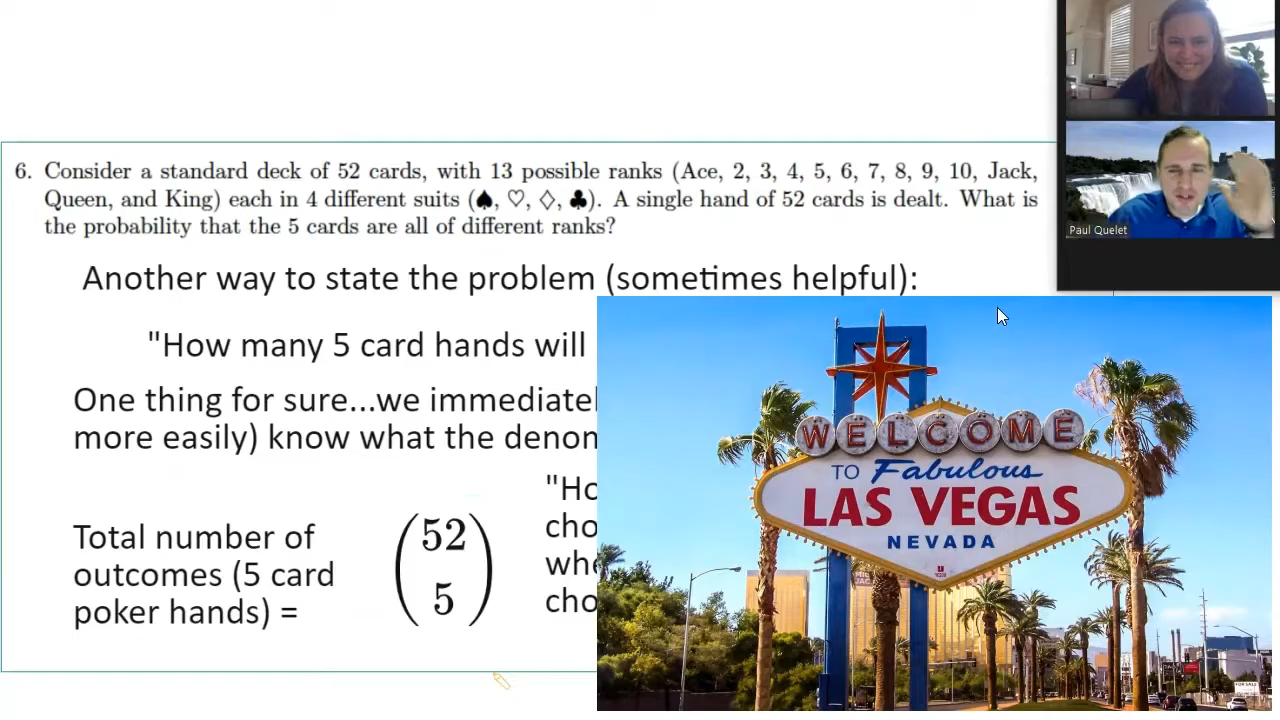 6. Consider a standard deck of 52 cards, with 13 possible ranks (Ace, 2, 3, 4, 5, 6, 7, 8, 9, 10, Jack,
Queen, and King) each in 4 different suits (♠, ♡, ♢, ♣). A single hand of 52 cards is dealt. What is
the probability that the 5 cards are all of different ranks?
Another way to state the problem (sometimes helpful):
"How many 5 card hands will
One thing for sure...we immediatel
more easily) know what the denom
Total number of
outcomes (5 card
poker hands) =
(52
5)
"Ho
cho
whe
cho
Paul Quelet
WELCOME
TO Fabulous
LAS VEGAS
NEVADA
FOR SALE